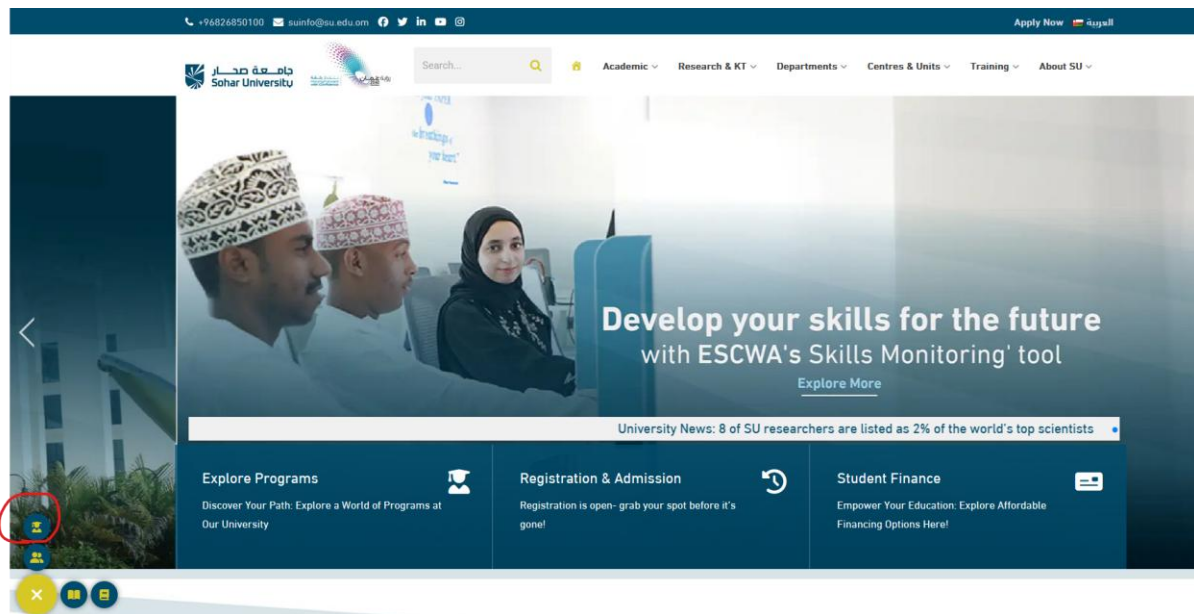 +96826850100 suinfo@su.edu.om
Apply Now العربية
جامعة صحار
Sohar University
Search...
Academic Research & KT Departments Centres & Units Training About SU
your heart."
Develop your skills for the future
with ESCWA's Skills Monitoring' tool
Explore More
University News: 8 of SU researchers are listed as 2% of the world's top scientists
Explore Programs
Discover Your Path: Explore a World of Programs at
Our University
Registration & Admission
Registration is open- grab your spot before it's
gone!
Student Finance
Empower Your Education: Explore Affordable
Financing Options Here!